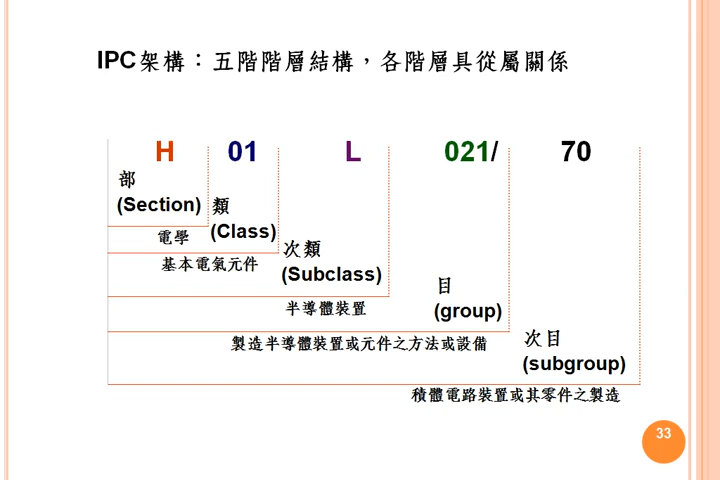 IPC架構：五階階層結構，各階層具從屬關係
H 01 L 021/ 70
部
(Section)
類
(Class)
電學
次類
(Subclass)
基本電氣元件
目
(group)
半導體裝置
次目
(subgroup)
製造半導體裝置或元件之方法或設備
積體電路裝置或其零件之製造
33